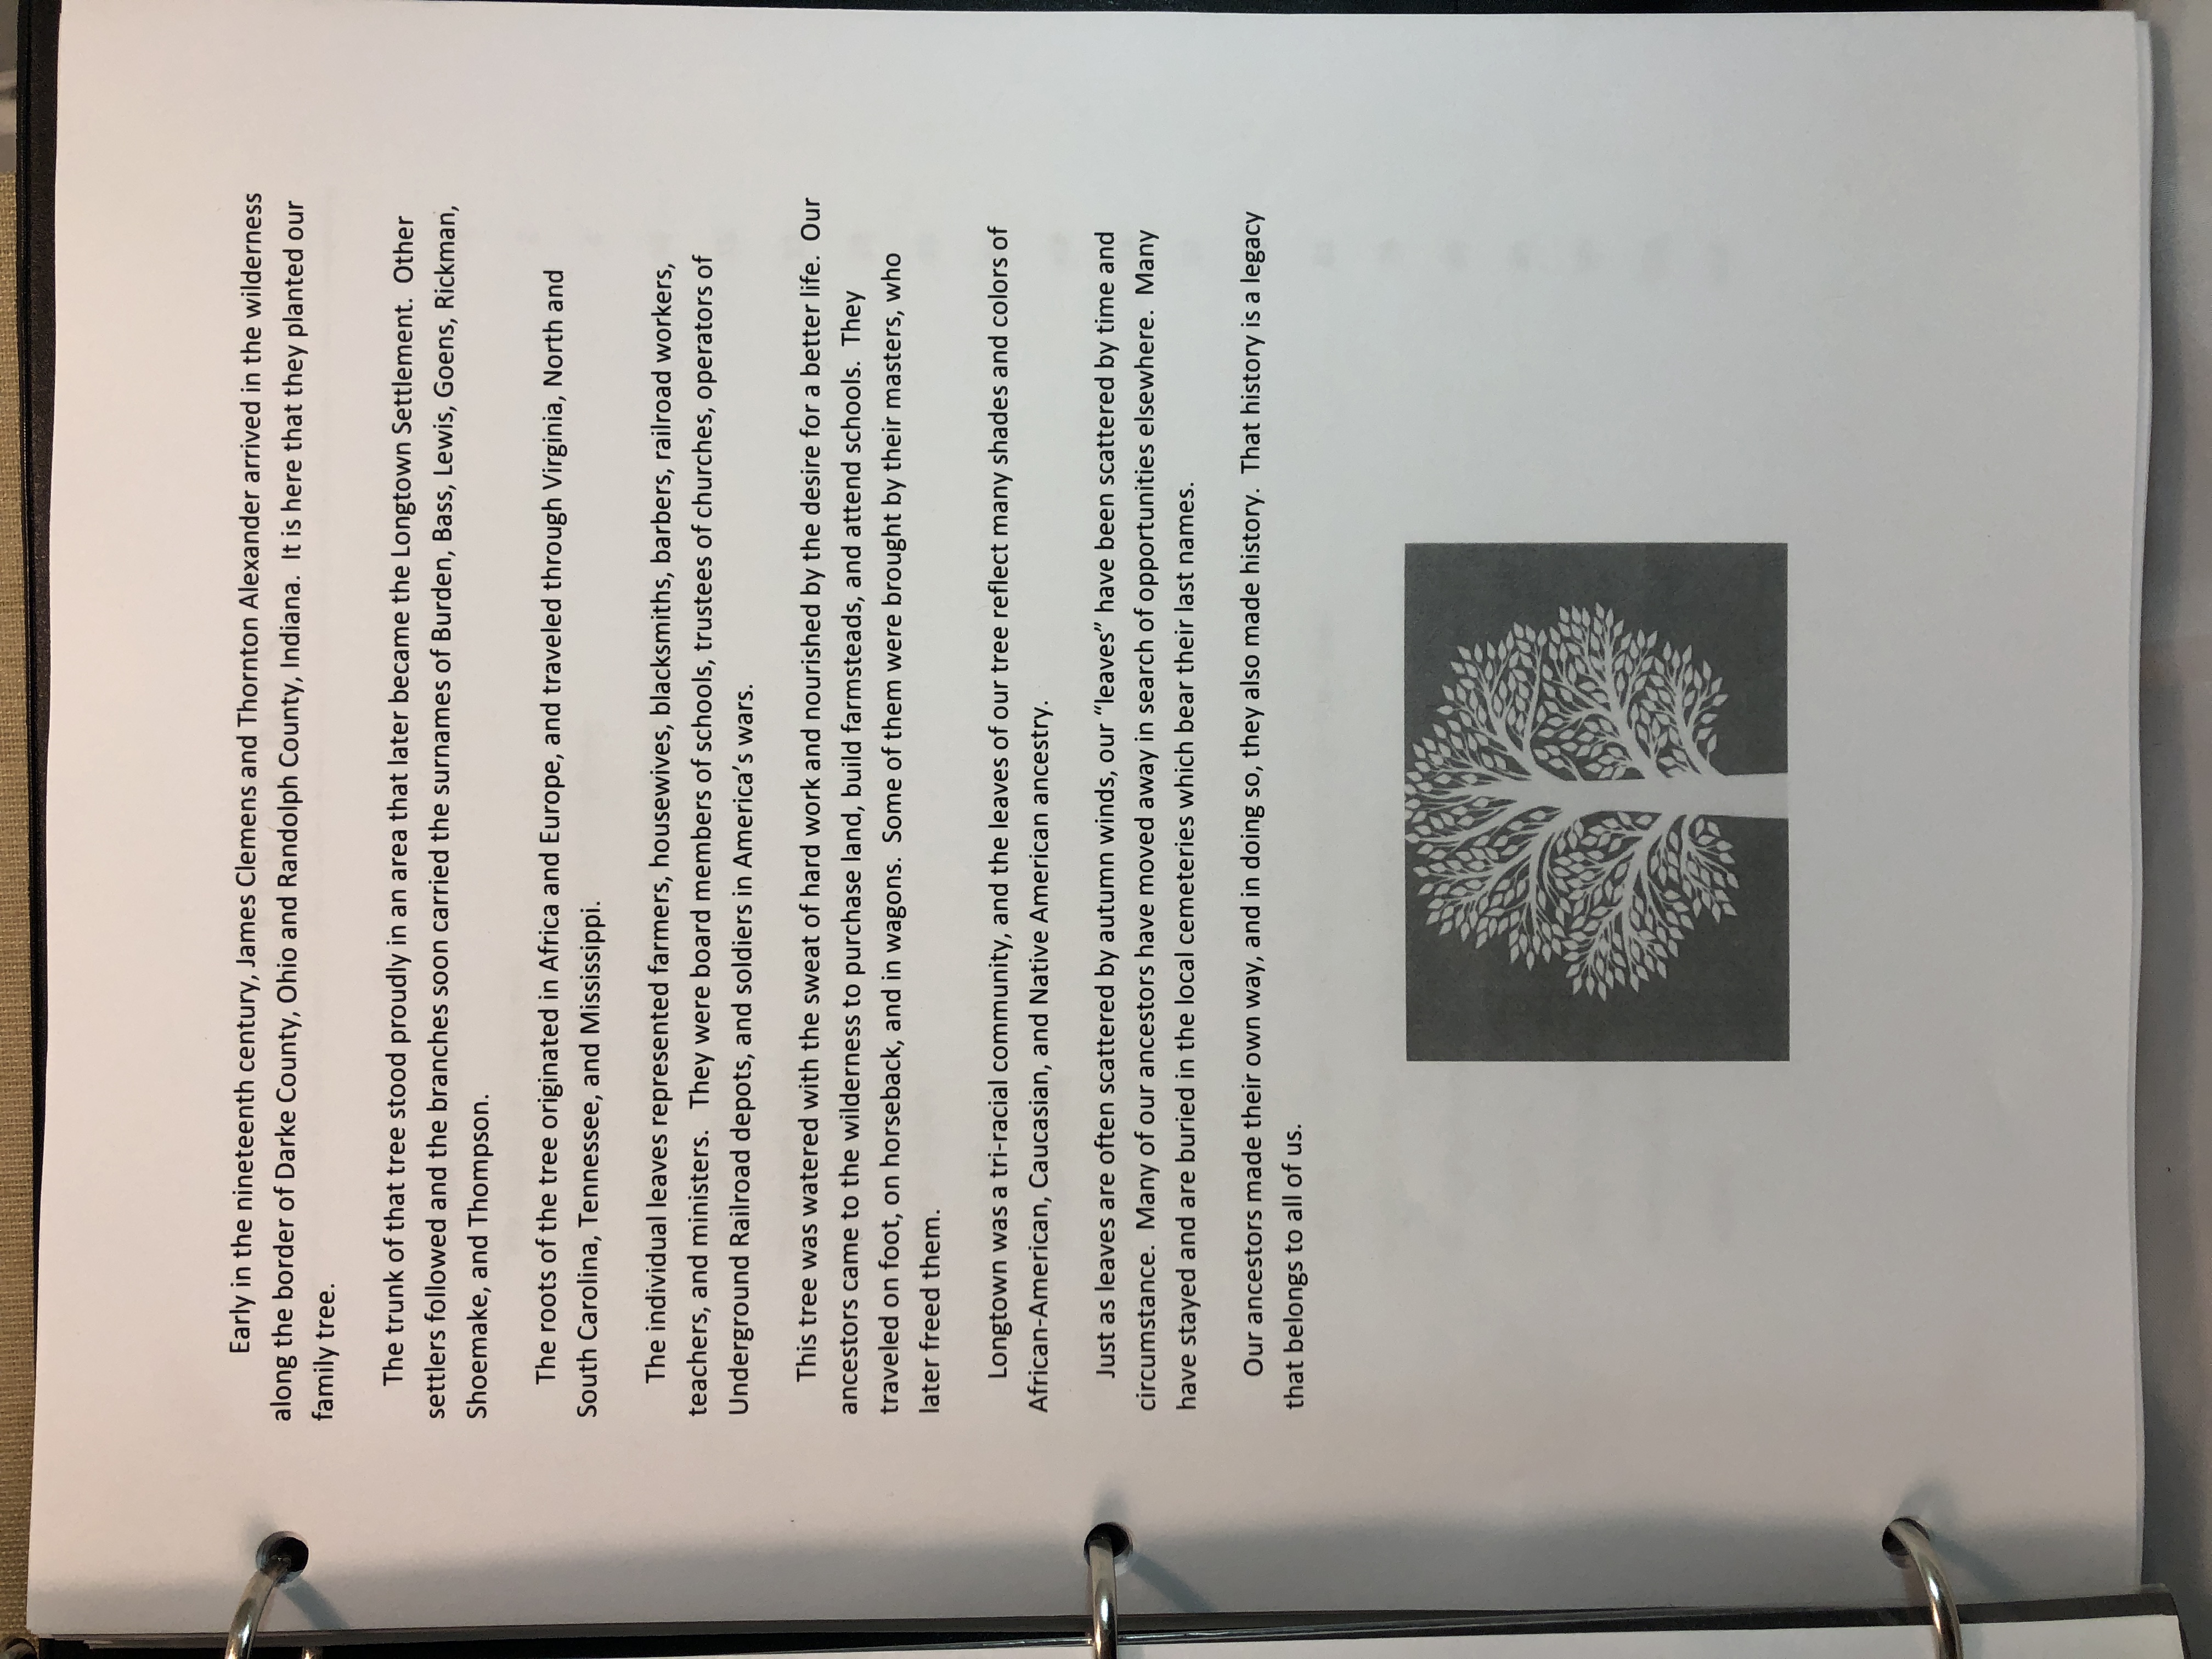 Early in the nineteenth century, James Clemens and Thornton Alexander arrived in the wilderness
along the border of Darke County, Ohio and Randolph County, Indiana.  It is here that they planted our
family tree.
The trunk of that tree stood proudly in an area that later became the Longtown Settlement.  Other
settlers followed and the branches soon carried the surnames of Burden, Bass, Lewis, Goens, Rickman,
Shoemake, and Thompson.
The roots of the tree originated in Africa and Europe, and traveled through Virginia, North and
South Carolina, Tennessee, and Mississippi.
The individual leaves represented farmers, housewives, blacksmiths, barbers, railroad workers,
teachers, and ministers.   They were board members of schools, trustees of churches, operators of
Underground Railroad depots, and soldiers in America’s wars.
This tree was watered with the sweat of hard work and nourished by the desire for a better life.  Our
ancestors came to the wilderness to purchase land, build farmsteads, and attend schools.  They
traveled on foot, on horseback, and in wagons.  Some of them were brought by their masters, who
later freed them.
Longtown was a tri-racial community, and the leaves of our tree reflect many shades and colors of
African-American, Caucasian, and Native American ancestry.
Just as leaves are often scattered by autumn winds, our “leaves” have been scattered by time and
circumstance.  Many of our ancestors have moved away in search of opportunities elsewhere.  Many
have stayed and are buried in the local cemeteries which bear their last names.
Our ancestors made their own way, and in doing so, they also made history.  That history is a legacy
that belongs to all of us.